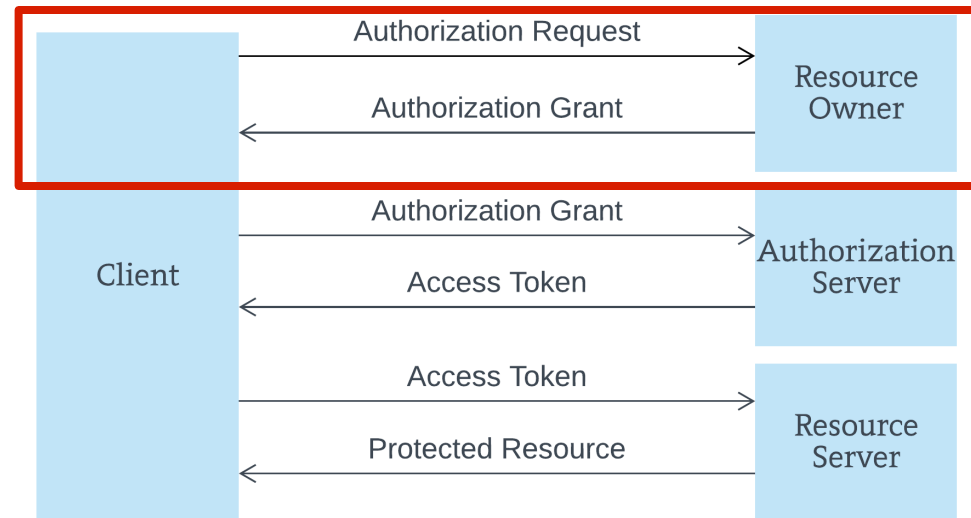 Authorization Request
Resource
Owner
Authorization Grant
Authorization Grant
Client
Authorization
Server
Access Token
Access Token
Resource
Server
Protected Resource